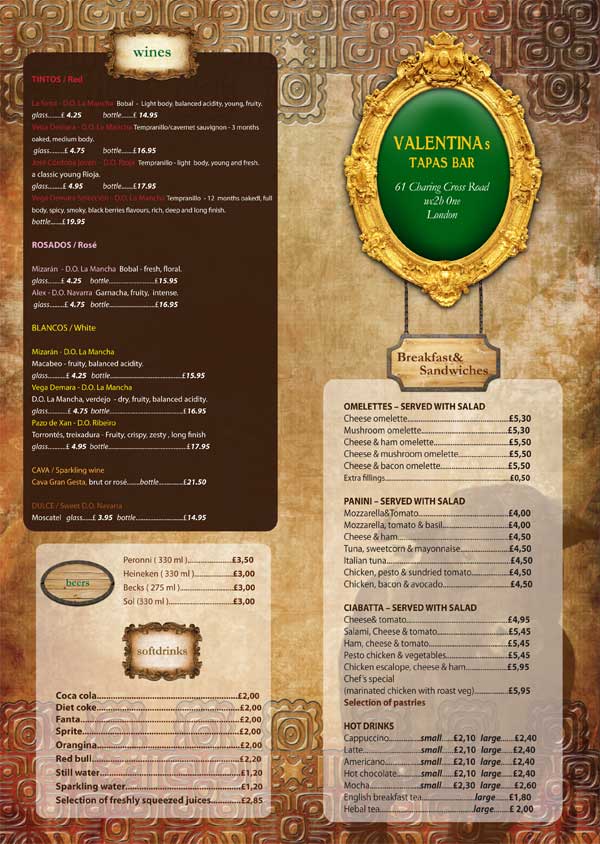 wines
TINTOS / Red
La Senda - D.O. La Mancha Bobal - Light body, balanced acidity, young, fruity.
glass.......£ 4.25 bottle.......£ 14.95
Vega Demara - D.O. La Mancha Tempranillo/cavernet sauvignon - 3 months
oaked, medium body.
glass.......£ 4.75 bottle.......£16.95
José Córdoba Joven - D.O. Rioja Tempranillo - light body, young and fresh.
a classic young Rioja.
glass.......£ 4.95 bottle.......£17.95
Vega Demara Selección - D.O. La Mancha Tempranillo - 12 months oakedl, full
body, spicy, smoky, black berries flavours, rich, deep and long finish.
bottle.......£19.95
ROSADOS / Rosé
Mizarán - D.O. La Mancha Bobal - fresh, floral.
glass.......£ 4.25 bottle.......£15.95
Alex - D.O. Navarra Garnacha, fruity, intense.
glass.......£ 4.75 bottle.......£16.95
BLANCOS / White
Mizarán - D.O. La Mancha
Macabeo - fruity, balanced acidity.
glass.......£ 4.25 bottle.......£15.95
Vega Demara - D.O. La Mancha
D.O. La Mancha, verdejo - dry, fruity, balanced acidity.
glass.......£ 4.75 bottle.......£16.95
Pazo de Xan - D.O. Ribeiro
Torrontés, treixadura - Fruity, crispy, zesty , long finish
glass.......£ 4.95 bottle.......£17.95
CAVA / Sparkling wine
Cava Gran Gesta, brut or rosé.......bottle.......£21.50
DULCE / Sweet D.O. Navarra
Moscatel glass.......£ 3.95 bottle.......£14.95
beers
Peronni ( 330 ml ).......£3,50
Heineken ( 330 ml ).......£3,00
Becks ( 275 ml ).......£3,00
Sol (330 ml ).......£3,00
softdrinks
Coca cola.......£2,00
Diet coke.......£2,00
Fanta.......£2,00
Sprite.......£2,00
Orangina.......£2,00
Red bull.......£2,20
Still water.......£1,20
Sparkling water.......£1,20
Selection of freshly squeezed juices.......£2,85
VALENTINAs
TAPAS BAR
61 Charing Cross Road
wx2h 0ne
London
Breakfast&
Sandwiches
OMELETTES – SERVED WITH SALAD
Cheese omelette.......£5,30
Mushroom omelette.......£5,30
Cheese & ham omelette.......£5,50
Cheese & mushroom omelette.......£5,50
Cheese & bacon omelette.......£5,50
Extra fillings.......£0,50
PANINI – SERVED WITH SALAD
Mozzarella&Tomato.......£4,00
Mozzarella, tomato & basil.......£4,00
Cheese & ham.......£4,50
Tuna, sweetcorn & mayonnaise.......£4,50
Italian tuna.......£4,50
Chicken, pesto & sundried tomato.......£4,50
Chicken, bacon & avocado.......£4,50
CIABATTA – SERVED WITH SALAD
Cheese& tomato.......£4,95
Salami, Cheese & tomato.......£5,45
Ham, cheese & tomato.......£5,45
Pesto chicken & vegetables.......£5,45
Chicken escalope, cheese & ham.......£5,95
Chef´s special
(marinated chicken with roast veg).......£5,95
Selection of pastries
HOT DRINKS
Cappuccino.......small.......£2,10 large.......£2,40
Latte.......small.......£2,10 large.......£2,40
Americano.......small.......£2,10 large.......£2,40
Hot chocolate.......small.......£2,10 large.......£2,40
Mocha.......small.......£2,30 large.......£2,60
English breakfast tea.......large.......£1,80
Hebal tea.......large.......£ 2,00